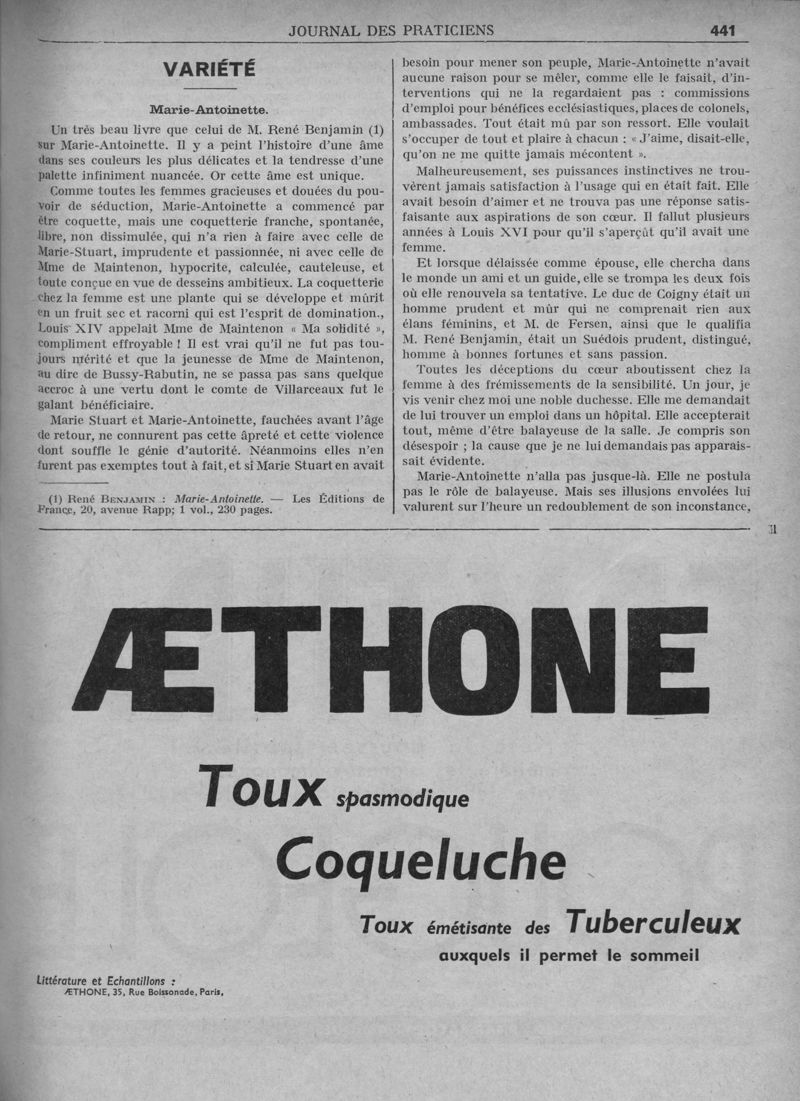 JOURNAL DES PRATICIENS 441
VARIÉTÉ
Marie-Antoinette.
Un très beau livre que celui de M. René Benjamin (1)
sur Marie-Antoinette. Il y a peint l'histoire d'une âme
dans ses couleurs les plus délicates et la tendresse d'une
palette infiniment nuancée. Or cette âme est unique.
Comme toutes les femmes gracieuses et douées du pou-
voir de séduction, Marie-Antoinette a commencé par
être coquette, mais une coquetterie franche, spontanée,
libre, non dissimulée, qui n'a rien à faire avec celle de
Marie-Stuart, imprudente et passionnée, ni avec celle de
Mme de Maintenon, hypocrite, calculée, cauteleuse, et
toute conçue en vue de desseins ambitieux. La coquetterie
chez la femme est une plante qui se développe et mûrit
en un fruit sec et racorni qui est l'esprit de domination.,
Louis XIV appelait Mme de Maintenon « Ma solidité »,
compliment effroyable ! Il est vrai qu'il ne fut pas tou-
jours mérité et que la jeunesse de Mme de Maintenon,
au dire de Bussy-Rabutin, ne se passa pas sans quelque
accroc à une vertu dont le comte de Villarceaux fut le
galant bénéficiaire.
Marie Stuart et Marie-Antoinette, fauchées avant l'âge
de retour, ne connurent pas cette âpreté et cette violence
dont souffle le génie d'autorité. Néanmoins elles n'en
furent pas exemptes tout à fait, et si Marie Stuart en avait
(1) René BENJAMIN : Marie-Antoinette. — Les Éditions de
France, 20, avenue Rapp; 1 vol., 230 pages.
besoin pour mener son peuple, Marie-Antoinette n'avait
aucune raison pour se mêler, comme elle le faisait, d'in-
terventions qui ne la regardaient pas : commissions
d'emploi pour bénéfices ecclésiastiques, places de colonels,
ambassades. Tout était mû par son ressort. Elle voulait
s'occuper de tout et plaire à chacun : « J'aime, disait-elle,
qu'on ne me quitte jamais mécontent ».
Malheureusement, ses puissances instinctives ne trou-
vèrent jamais satisfaction à l'usage qui en était fait. Elle
avait besoin d'aimer et ne trouva pas une réponse satis-
faisante aux aspirations de son cœur. Il fallut plusieurs
années à Louis XVI pour qu'il s'aperçût qu'il avait une
femme.
Et lorsque délaissée comme épouse, elle chercha dans
le monde un ami et un guide, elle se trompa les deux fois
où elle renouvela sa tentative. Le duc de Coigny était un
homme prudent et mûr qui ne comprenait rien aux
élans féminins, et M. de Fersen, ainsi que le qualifia
M. René Benjamin, était un Suédois prudent, distingué,
homme à bonnes fortunes et sans passion.
Toutes les déceptions du cœur aboutissent chez la
femme à des frémissements de la sensibilité. Un jour, je
vis venir chez moi une noble duchesse. Elle me demandait
de lui trouver un emploi dans un hôpital. Elle accepterait
tout, même d'être balayeuse de la salle. Je compris son
désespoir ; la cause que je ne lui demandais pas apparais-
sait évidente.
Marie-Antoinette n'alla pas jusque-là. Elle ne postula
pas le rôle de balayeuse. Mais ses illusions envolées lui
valurent sur l'heure un redoublement de son inconstance,
ÆTHONE
Toux spasmodique
Coqueluche
Toux émétisante des Tuberculeux
auxquels il permet le sommeil
Littérature et Echantillons :
ÆTHONE, 35, Rue Boissonade, Paris,